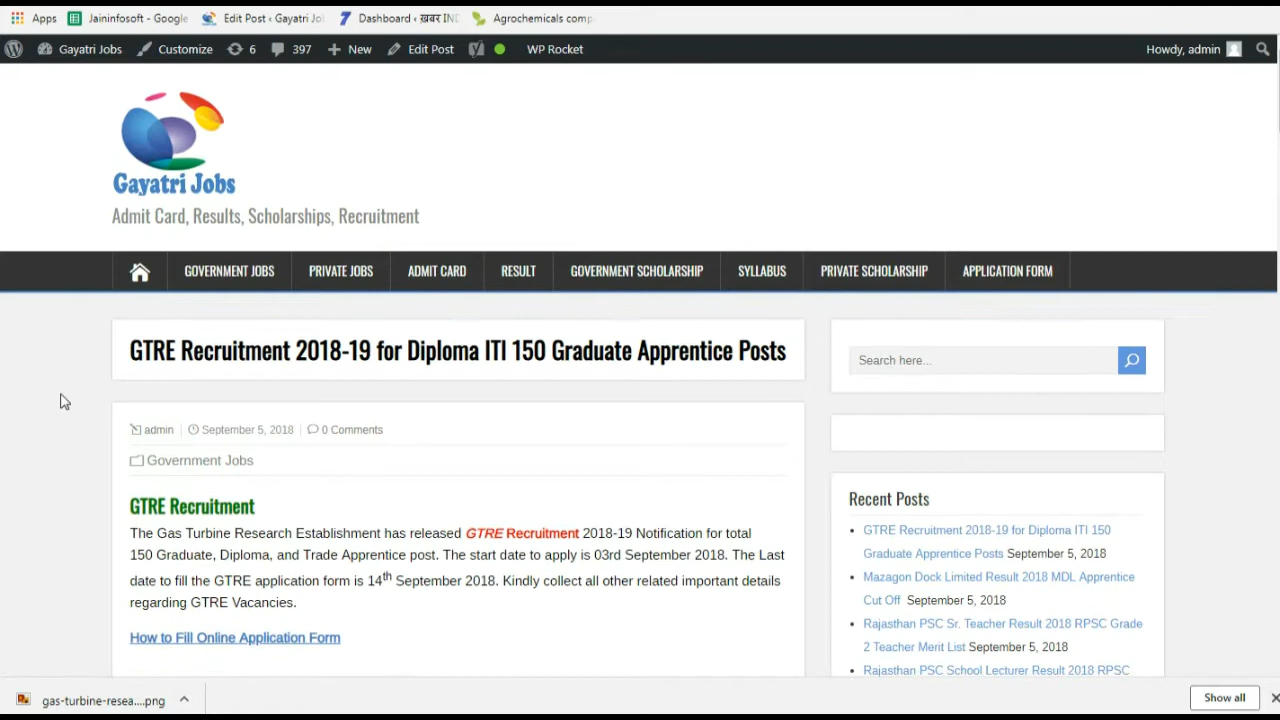 Apps Jaininfosoft - Google Edit Post ‹ Gayatri Jo Dashboard ‹ ख़बर IND Agrochemicals comp
Gayatri Jobs Customize 6 397 New Edit Post WP Rocket Howdy, admin
Gayatri Jobs
Admit Card, Results, Scholarships, Recruitment
GOVERNMENT JOBS PRIVATE JOBS ADMIT CARD RESULT GOVERNMENT SCHOLARSHIP SYLLABUS PRIVATE SCHOLARSHIP APPLICATION FORM
GTRE Recruitment 2018-19 for Diploma ITI 150 Graduate Apprentice Posts
admin September 5, 2018 0 Comments
Government Jobs
GTRE Recruitment
The Gas Turbine Research Establishment has released GTRE Recruitment 2018-19 Notification for total
150 Graduate, Diploma, and Trade Apprentice post. The start date to apply is 03rd September 2018. The Last
date to fill the GTRE application form is 14th September 2018. Kindly collect all other related important details
regarding GTRE Vacancies.
How to Fill Online Application Form
Search here...
Recent Posts
GTRE Recruitment 2018-19 for Diploma ITI 150
Graduate Apprentice Posts September 5, 2018
Mazagon Dock Limited Result 2018 MDL Apprentice
Cut Off September 5, 2018
Rajasthan PSC Sr. Teacher Result 2018 RPSC Grade
2 Teacher Merit List September 5, 2018
Rajasthan PSC School Lecturer Result 2018 RPSC
gas-turbine-resea....png Show all